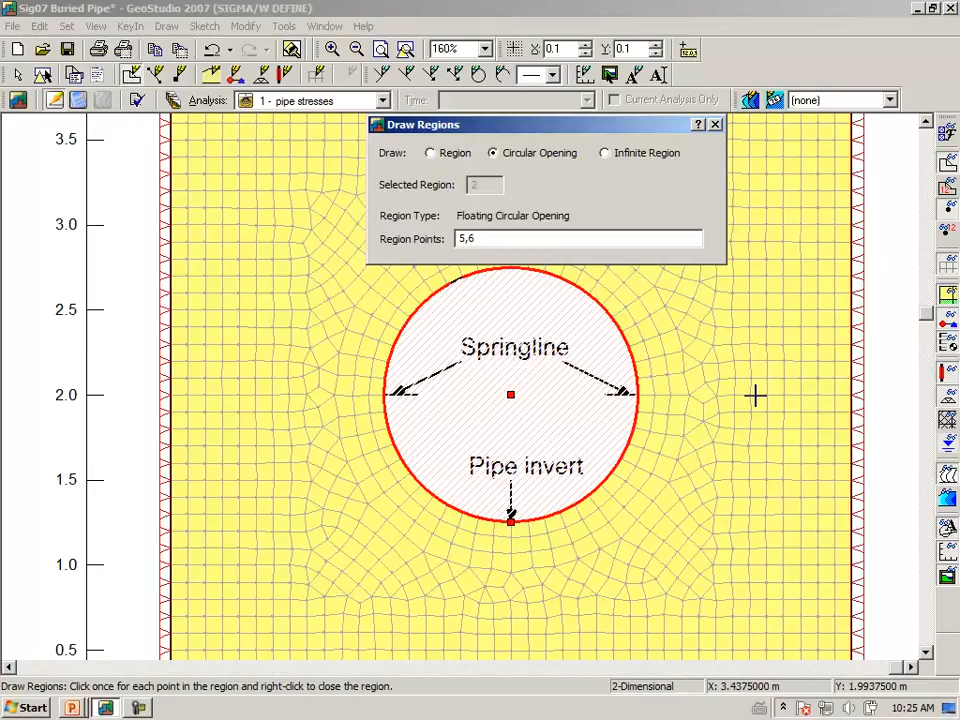 Sig07 Buried Pipe* - GeoStudio 2007 (SIGMA/W DEFINE)
File Edit Set View KeyIn Draw Sketch Modify Tools Window Help
160% X: 0.1 Y: 0.1
Analysis: 1 - pipe stresses Time: Current Analysis Only (none)
Draw Regions
Draw: Region Circular Opening Infinite Region
Selected Region: 2
Region Type: Floating Circular Opening
Region Points: 5,6
3.5
3.0
2.5
2.0
1.5
1.0
0.5
Springline
Pipe invert
Draw Regions: Click once for each point in the region and right-click to close the region. 2-Dimensional X: 3.4375000 m Y: 1.9937500 m
Start 10:25 AM